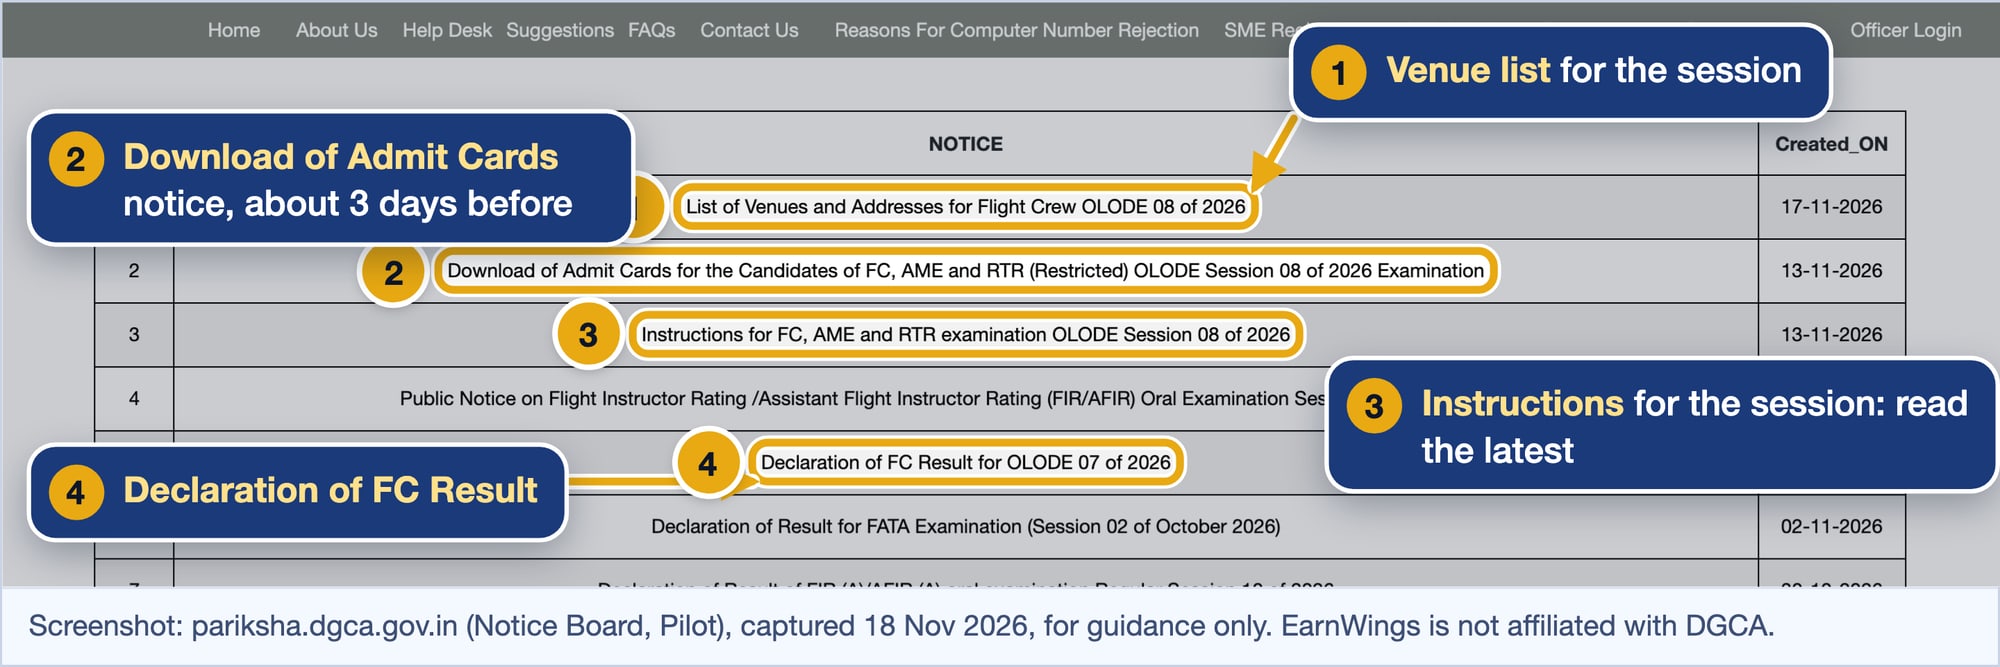 Home About Us Help Desk Suggestions FAQs Contact Us Reasons For Computer Number Rejection SME Officer Login
1 Venue list for the session
2 Download of Admit Cards
notice, about 3 days before
NOTICE Created_ON
List of Venues and Addresses for Flight Crew OLODE 08 of 2026 17-11-2026
2 2 Download of Admit Cards for the Candidates of FC, AME and RTR (Restricted) OLODE Session 08 of 2026 Examination 13-11-2026
3 3 Instructions for FC, AME and RTR examination OLODE Session 08 of 2026 13-11-2026
4 Public Notice on Flight Instructor Rating /Assistant Flight Instructor Rating (FIR/AFIR) Oral Examination
3 Instructions for the session: read
the latest
4 Declaration of FC Result for OLODE 07 of 2026
4 Declaration of FC Result
Declaration of Result for FATA Examination (Session 02 of October 2026) 02-11-2026
Screenshot: pariksha.dgca.gov.in (Notice Board, Pilot), captured 18 Nov 2026, for guidance only. EarnWings is not affiliated with DGCA.